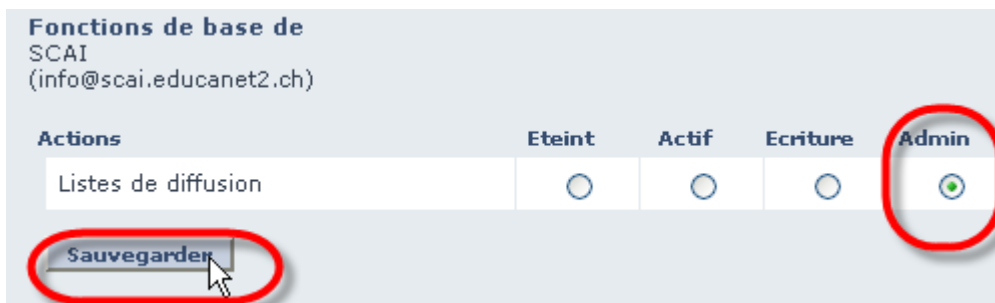 Fonctions de base de
SCAI
(info@scai.educanet2.ch)
Actions Eteint Actif Ecriture Admin
Listes de diffusion
Sauvegarder